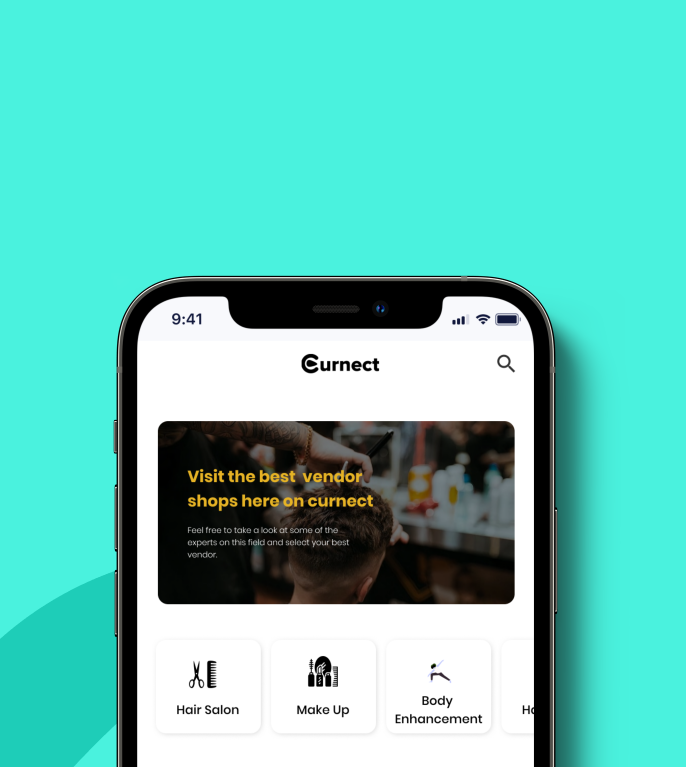 9:41
Curnect
Visit the best vendor
shops here on curnect
Feel free to take a look at some of the
experts on this field and select your best
vendor.
Hair Salon
Make Up
Body
Enhancement